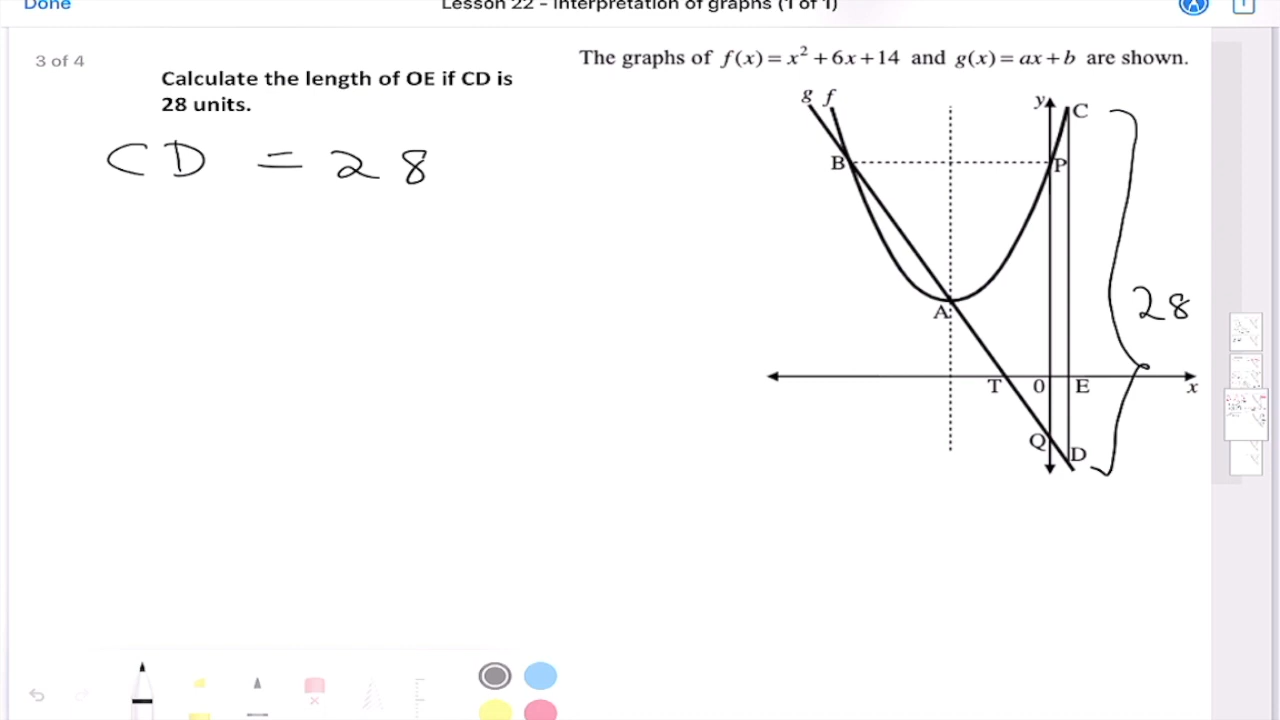 Done
Lesson 22 – Interpretation of graphs (1 of 1)
3 of 4
The graphs of f(x) = x² + 6x + 14 and g(x) = ax + b are shown.
Calculate the length of OE if CD is
28 units.
CD = 28
g f
y
C
B
P
28
A
T 0 E x
Q
D